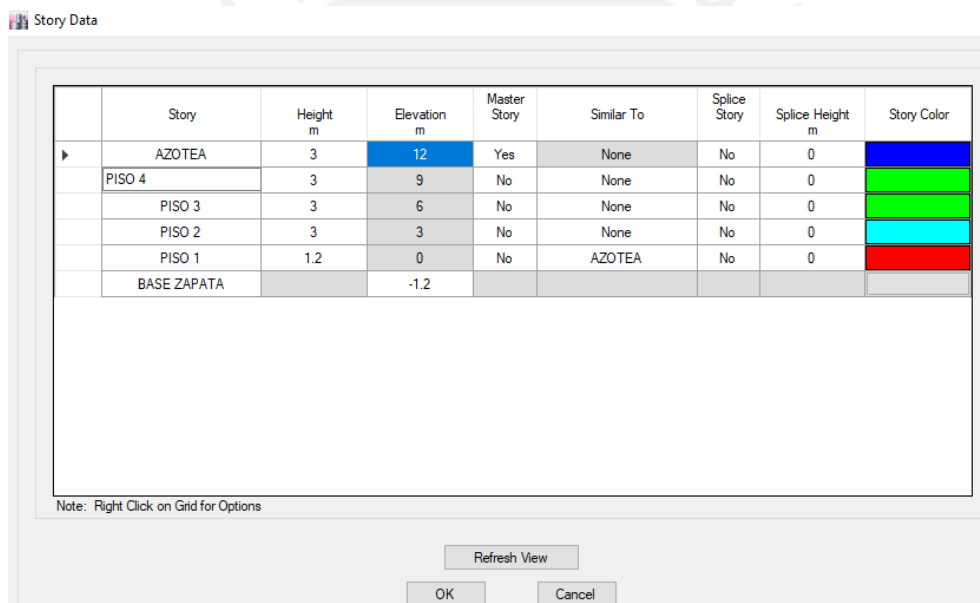 Story Data
Story Height m Elevation m Master Story Similar To Splice Story Splice Height m Story Color
AZOTEA 3 12 Yes None No 0
PISO 4 3 9 No None No 0
PISO 3 3 6 No None No 0
PISO 2 3 3 No None No 0
PISO 1 1.2 0 No AZOTEA No 0
BASE ZAPATA -1.2
Note: Right Click on Grid for Options
Refresh View
OK Cancel